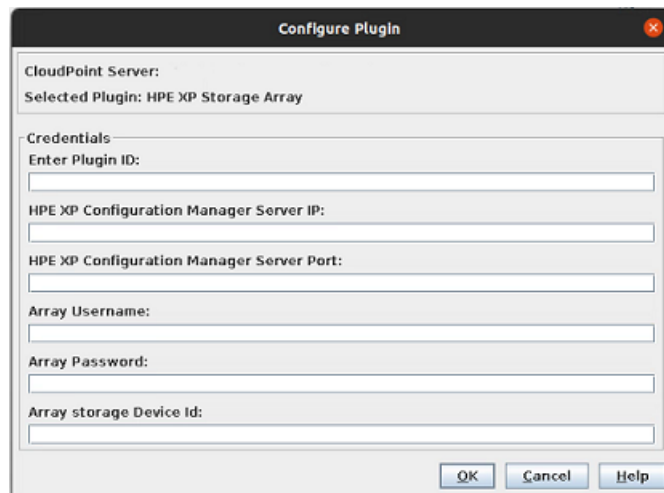 Configure Plugin
CloudPoint Server:
Selected Plugin: HPE XP Storage Array
Credentials
Enter Plugin ID:
HPE XP Configuration Manager Server IP:
HPE XP Configuration Manager Server Port:
Array Username:
Array Password:
Array storage Device Id:
OK Cancel Help